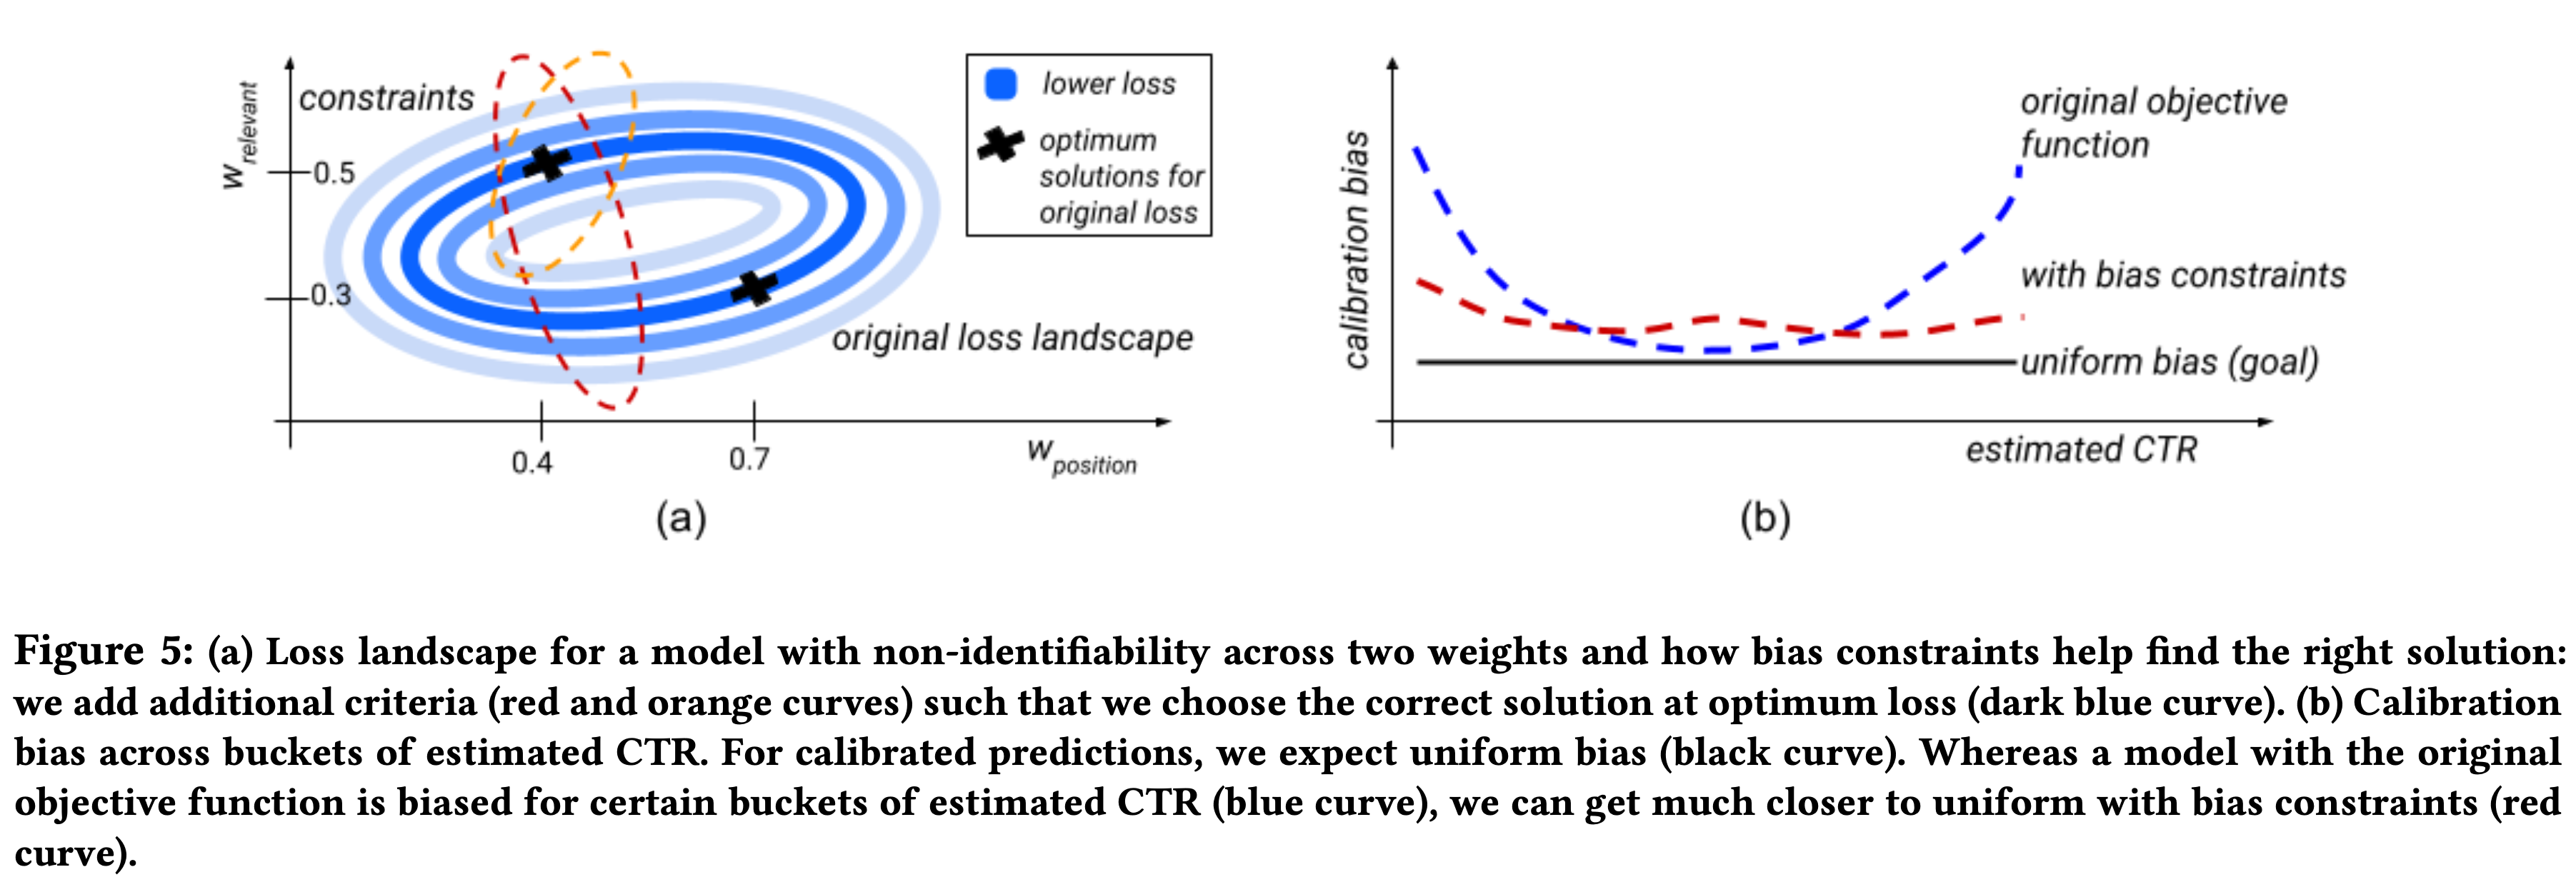 constraints
w relevant
0.5
0.3
0.4
0.7
w position
original loss landscape
lower loss
optimum
solutions for
original loss
(a)
calibration bias
original objective
function
with bias constraints
uniform bias (goal)
estimated CTR
(b)
Figure 5: (a) Loss landscape for a model with non-identifiability across two weights and how bias constraints help find the right solution:
we add additional criteria (red and orange curves) such that we choose the correct solution at optimum loss (dark blue curve). (b) Calibration
bias across buckets of estimated CTR. For calibrated predictions, we expect uniform bias (black curve). Whereas a model with the original
objective function is biased for certain buckets of estimated CTR (blue curve), we can get much closer to uniform with bias constraints (red
curve).